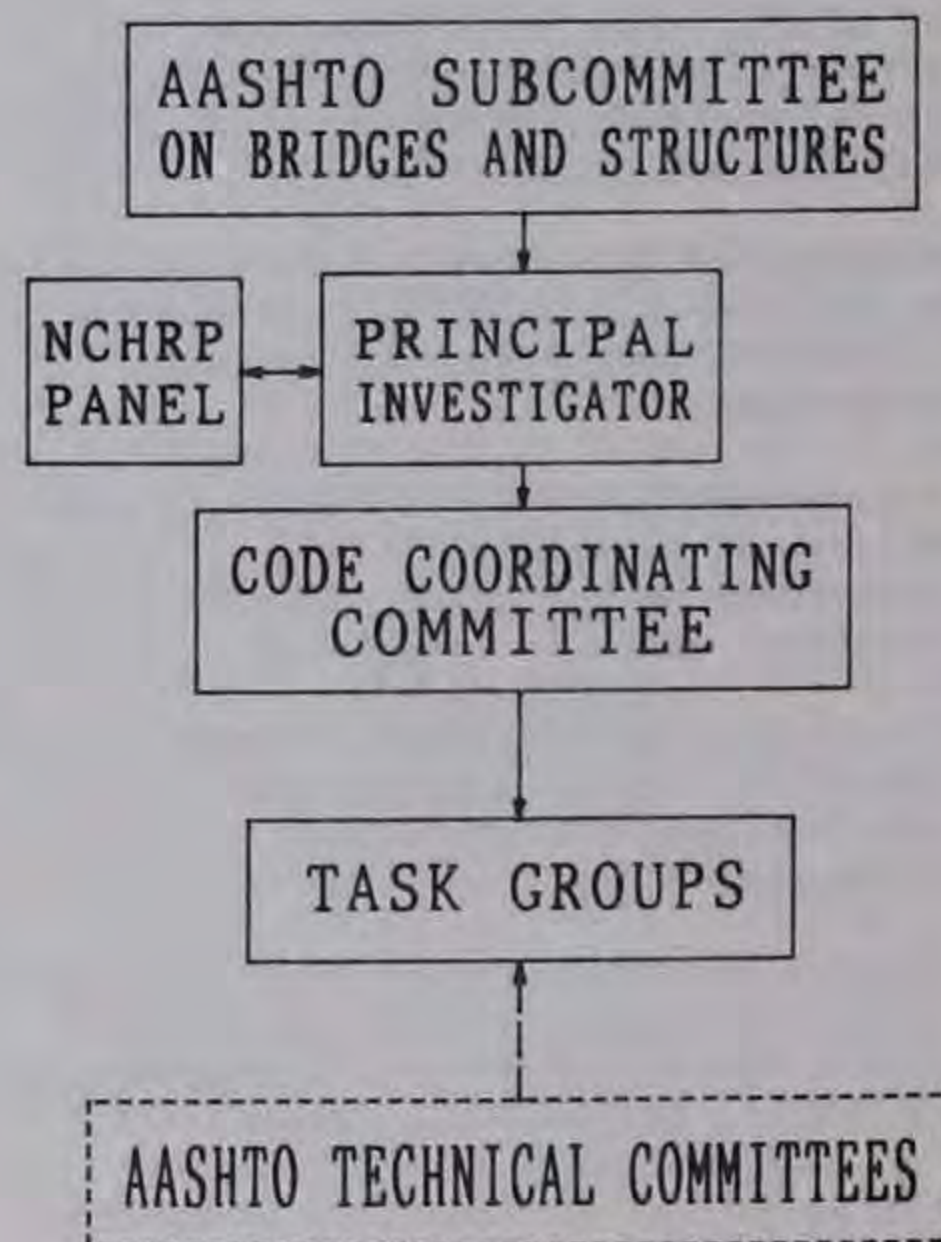 AASHTO SUBCOMMITTEE
ON BRIDGES AND STRUCTURES
NCHRP
PANEL
PRINCIPAL
INVESTIGATOR
CODE COORDINATING
COMMITTEE
TASK GROUPS
AASHTO TECHNICAL COMMITTEES